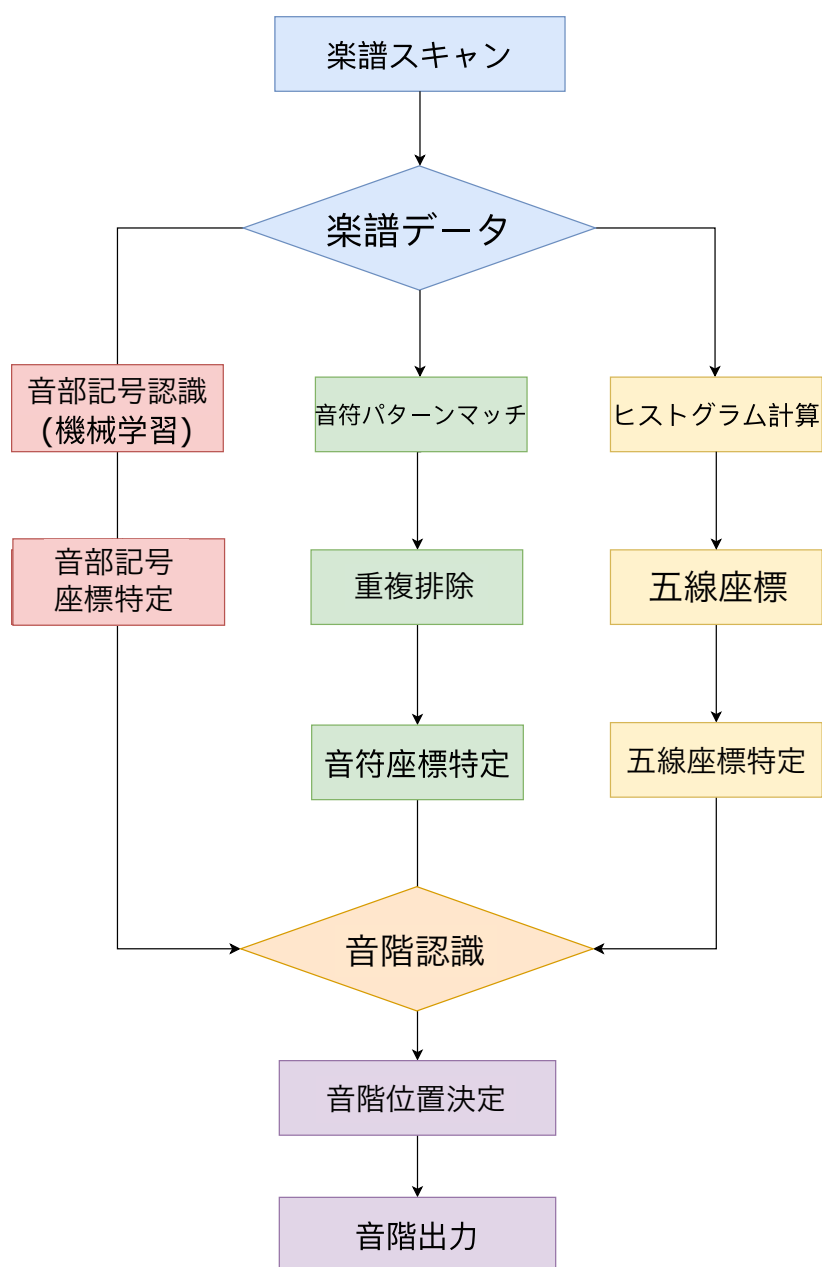 楽譜スキャン
楽譜データ
音部記号認識
(機械学習)
音符パターンマッチ
ヒストグラム計算
音部記号
座標特定
重複排除
五線座標
音符座標特定
五線座標特定
音階認識
音階位置決定
音階出力